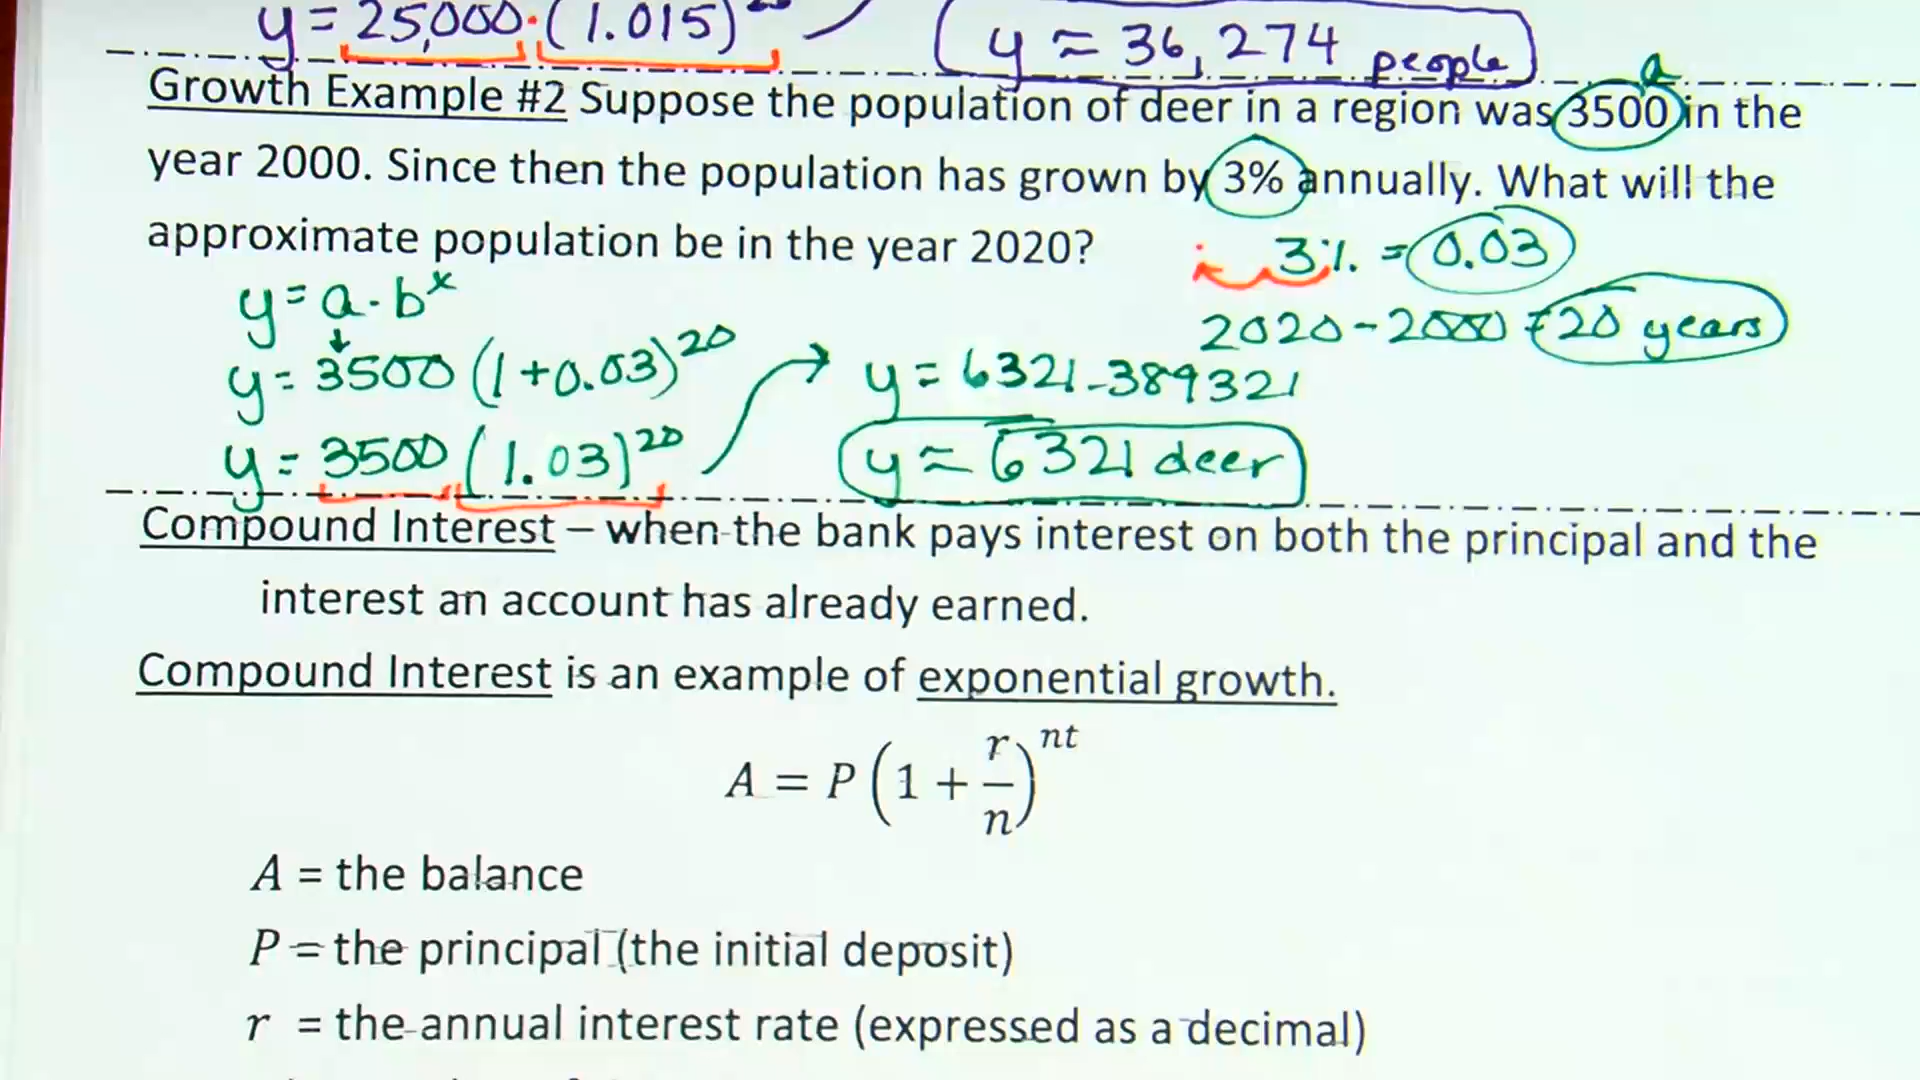 y = 25,000·(1.015)
y ≈ 36,274 people
a
Growth Example #2 Suppose the population of deer in a region was 3500 in the
year 2000. Since then the population has grown by 3% annually. What will the
approximate population be in the year 2020?
3% = 0.03
y = a·bˣ
2020 - 2000 = 20 years
y = 3500 (1+0.03)²⁰
y = 6321.389321
y = 3500 (1.03)²⁰
y ≈ 6321 deer
Compound Interest – when the bank pays interest on both the principal and the
interest an account has already earned.
Compound Interest is an example of exponential growth.
A = P(1 + r/n)^nt
A = the balance
P = the principal (the initial deposit)
r = the annual interest rate (expressed as a decimal)